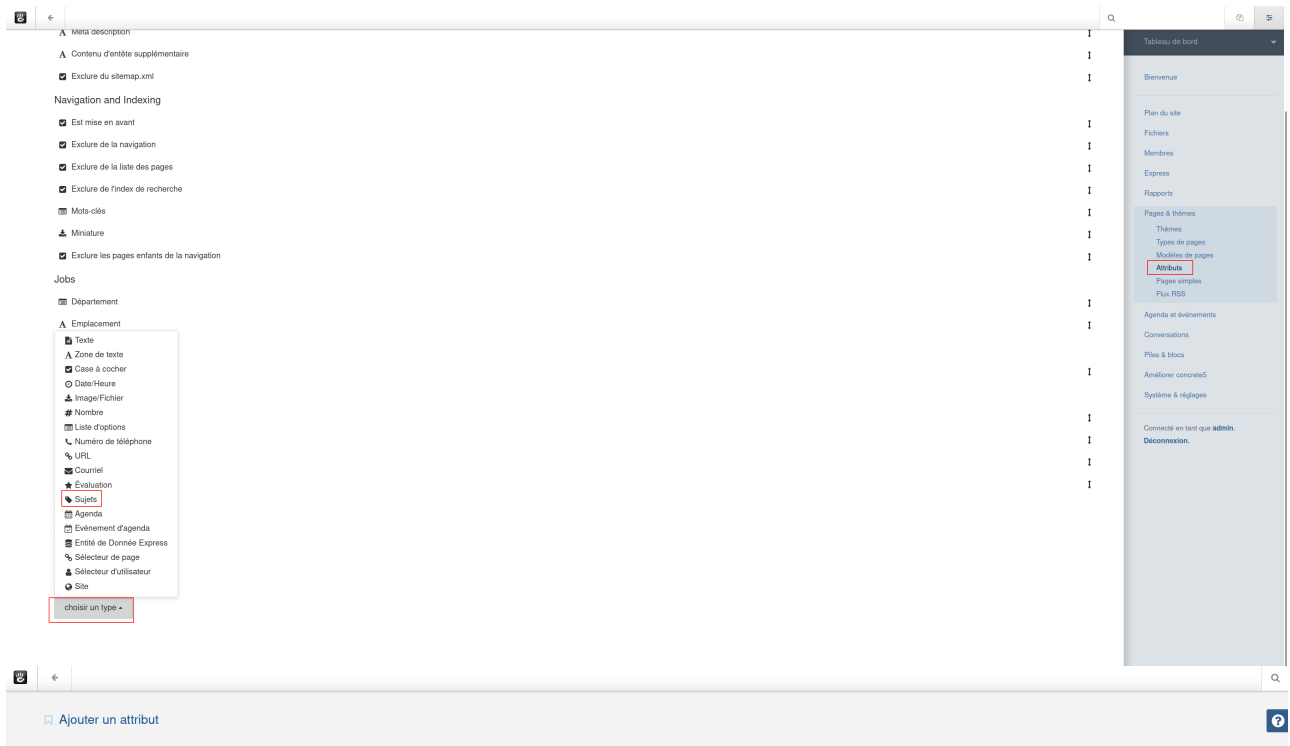 Meta description
Contenu d'entête supplémentaire
Exclure du sitemap.xml
Navigation and Indexing
Est mise en avant
Exclure de la navigation
Exclure de la liste des pages
Exclure de l'index de recherche
Mots-clés
Miniature
Exclure les pages enfants de la navigation
Jobs
Département
Emplacement
Texte
Zone de texte
Case à cocher
Date/Heure
Image/Fichier
Nombre
Liste d'options
Numéro de téléphone
URL
Courriel
Évaluation
Sujets
Agenda
Evénement d'agenda
Entité de Donnée Express
Sélecteur de page
Sélecteur d'utilisateur
Site
choisir un type
Tableau de bord
Bienvenue
Plan du site
Fichiers
Membres
Express
Rapports
Pages & thèmes
Thèmes
Types de pages
Modèles de pages
Attributs
Pages simples
Flux RSS
Agenda et événements
Conversations
Piles & blocs
Améliorer concrete5
Système & réglages
Connecté en tant que admin.
Déconnexion.
Ajouter un attribut